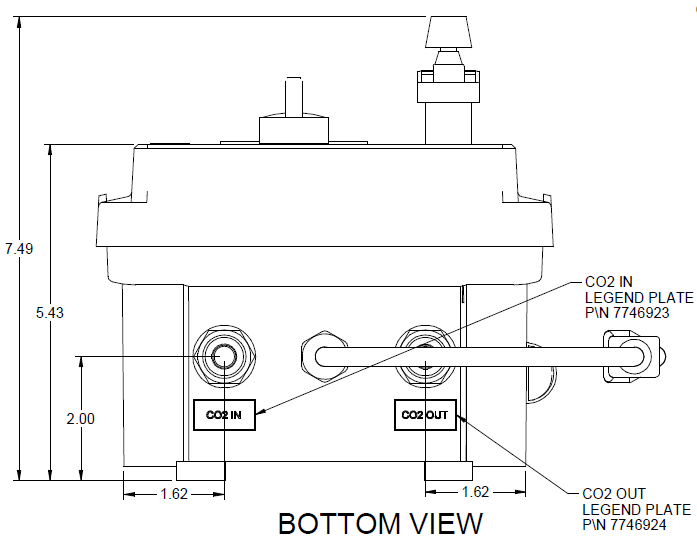 7.49
5.43
CO2 IN
LEGEND PLATE
P\N 7746923
2.00
CO2 IN
CO2 OUT
1.62
1.62
CO2 OUT
LEGEND PLATE
P\N 7746924
BOTTOM VIEW